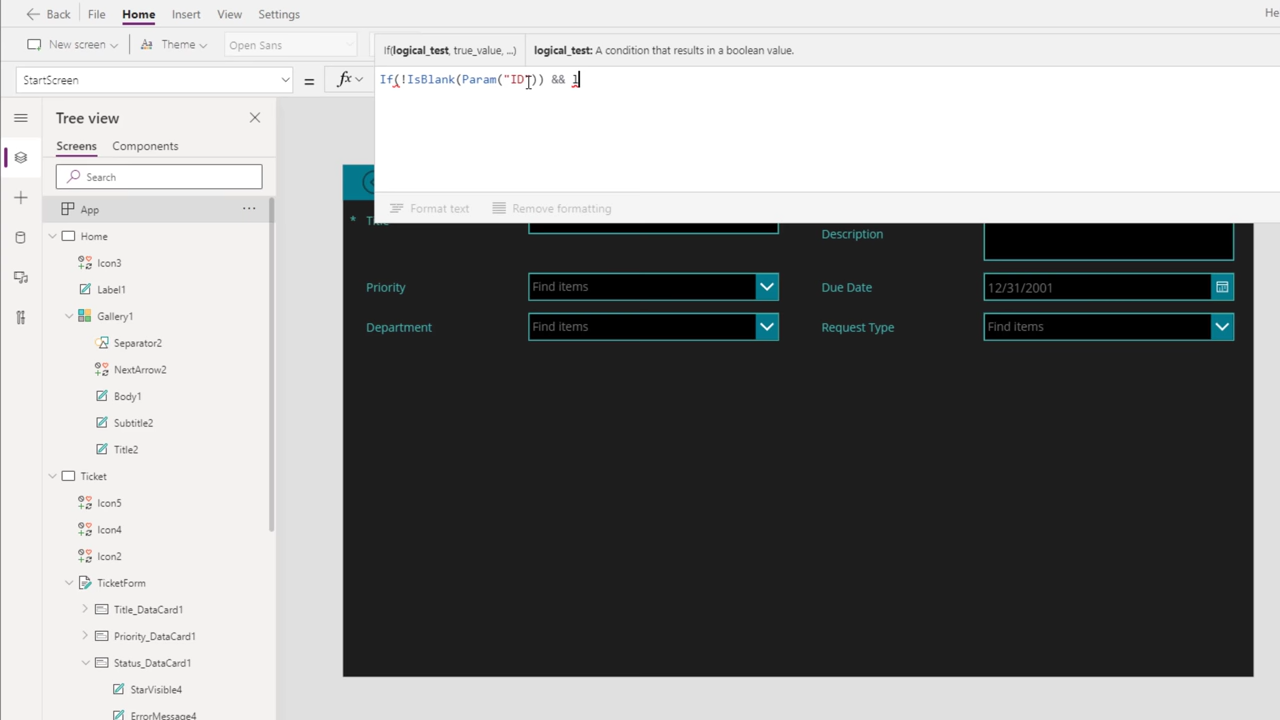 Back File Home Insert View Settings
New screen Theme Open Sans
If(logical_test, true_value, ...) logical_test: A condition that results in a boolean value.
StartScreen = fx If(!IsBlank(Param("ID")) && l
Tree view
Screens Components
Search
Format text Remove formatting
App
Home
* 
Description
Icon3
Label1
Priority Find items Due Date 12/31/2001
Gallery1
Department Find items Request Type Find items
Separator2
NextArrow2
Body1
Subtitle2
Title2
Ticket
Icon5
Icon4
Icon2
TicketForm
Title_DataCard1
Priority_DataCard1
Status_DataCard1
StarVisible4
ErrorMessage4